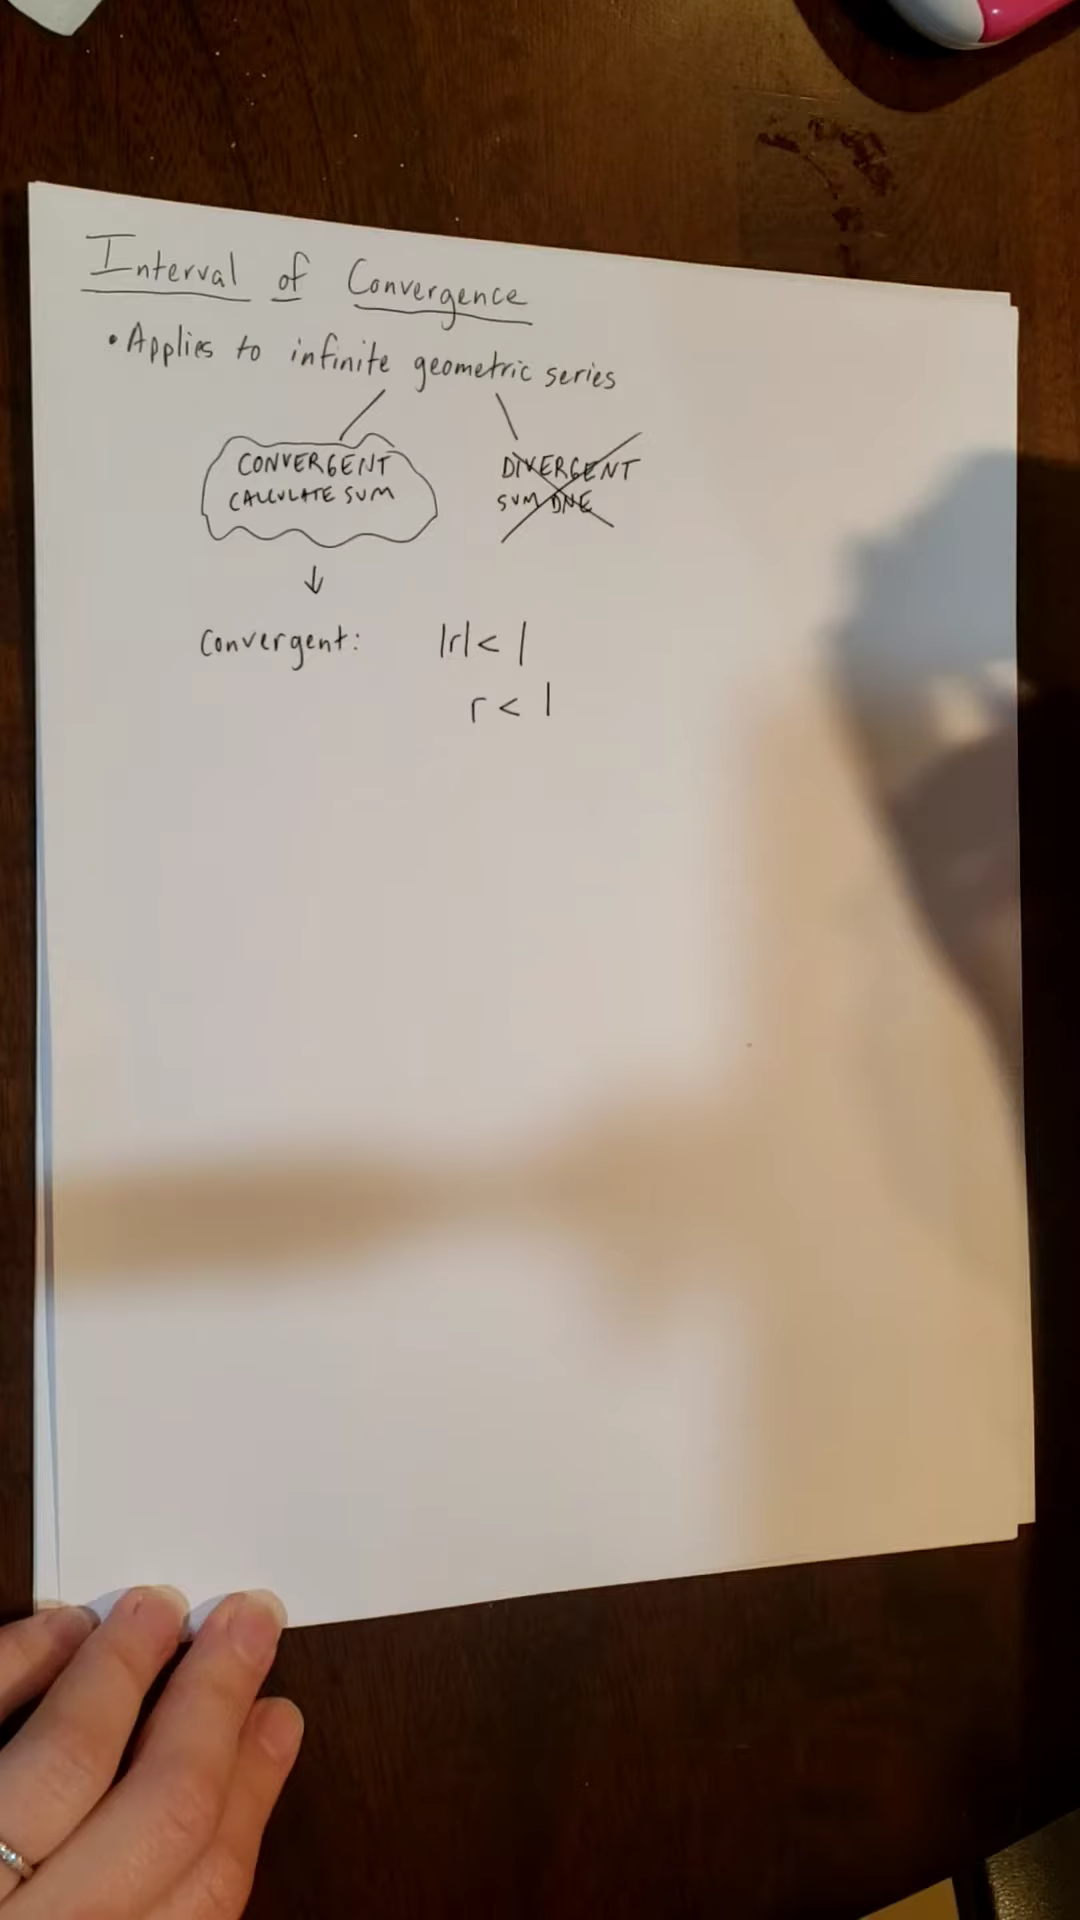 Interval of Convergence
• Applies to infinite geometric series
CONVERGENT
CALCULATE SUM
DIVERGENT
SUM DNE
↓
Convergent: |r| < 1
r < 1